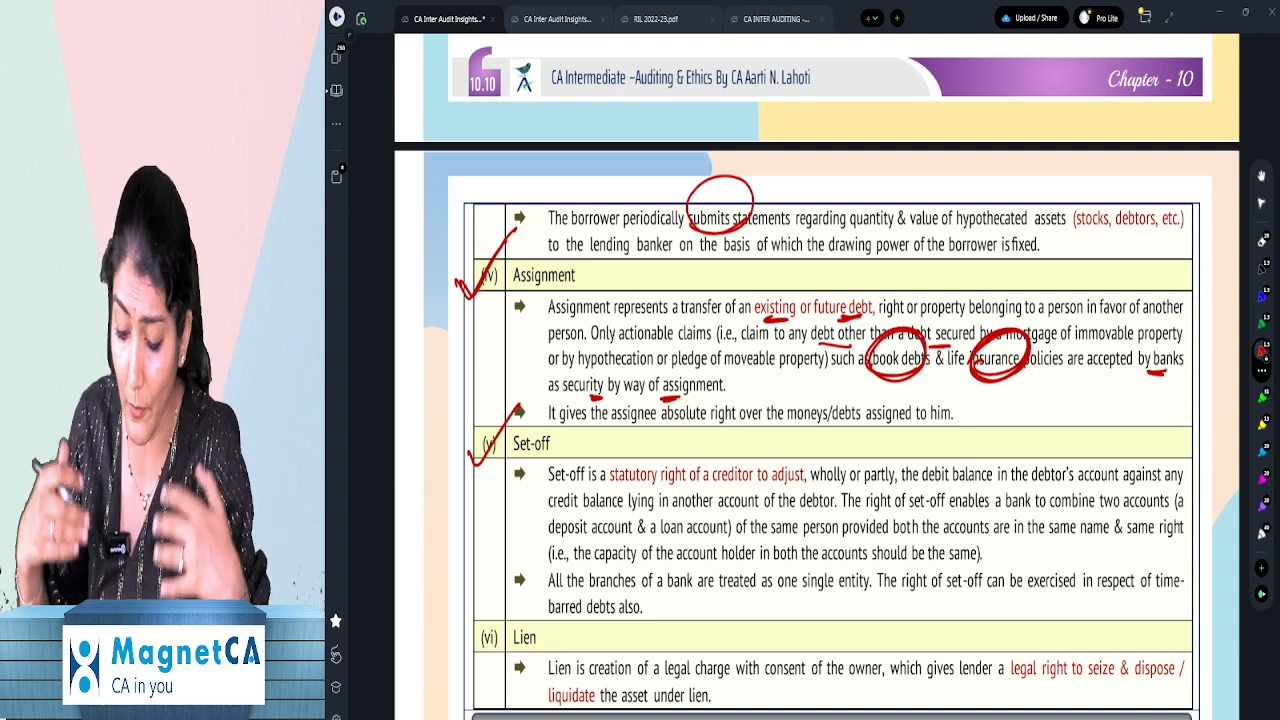 CA Inter Audit Insights...*
CA Inter Audit Insights...
RIL 2022-23.pdf
CA INTER AUDITING -...
4
Upload / Share
Pro Lite
10.10
CA Intermediate –Auditing & Ethics By CA Aarti N. Lahoti
Chapter - 10
The borrower periodically submits statements regarding quantity & value of hypothecated assets (stocks, debtors, etc.)
to the lending banker on the basis of which the drawing power of the borrower is fixed.
(iv) Assignment
Assignment represents a transfer of an existing or future debt, right or property belonging to a person in favor of another
person. Only actionable claims (i.e., claim to any debt other than a debt secured by a mortgage of immovable property
or by hypothecation or pledge of moveable property) such as book debts & life insurance policies are accepted by banks
as security by way of assignment.
It gives the assignee absolute right over the moneys/debts assigned to him.
(v) Set-off
Set-off is a statutory right of a creditor to adjust, wholly or partly, the debit balance in the debtor's account against any
credit balance lying in another account of the debtor. The right of set-off enables a bank to combine two accounts (a
deposit account & a loan account) of the same person provided both the accounts are in the same name & same right
(i.e., the capacity of the account holder in both the accounts should be the same).
All the branches of a bank are treated as one single entity. The right of set-off can be exercised in respect of time-
barred debts also.
(vi) Lien
Lien is creation of a legal charge with consent of the owner, which gives lender a legal right to seize & dispose /
liquidate the asset under lien.
MagnetCA
CA in you